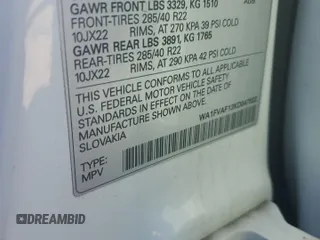 GAWR FRONT LBS 3329, KG 1510
FRONT-TIRES 285/40 R22
10JX22 RIMS, AT 270 KPA 39 PSI COLD.
GAWR REAR LBS 3891, KG 1765
REAR-TIRES 285/40 R22
10JX22 RIMS, AT 290 KPA 42 PSI COLD.
THIS VEHICLE CONFORMS TO ALL APPLICABLE
U.S. FEDERAL MOTOR VEHICLE SAFETY AND
THEFT PREVENTION STANDARDS IN EFFECT ON
THE DATE OF MANUFACTURE SHOWN ABOVE.
SLOVAKIA
TYPE:
MPV
DREAMBID